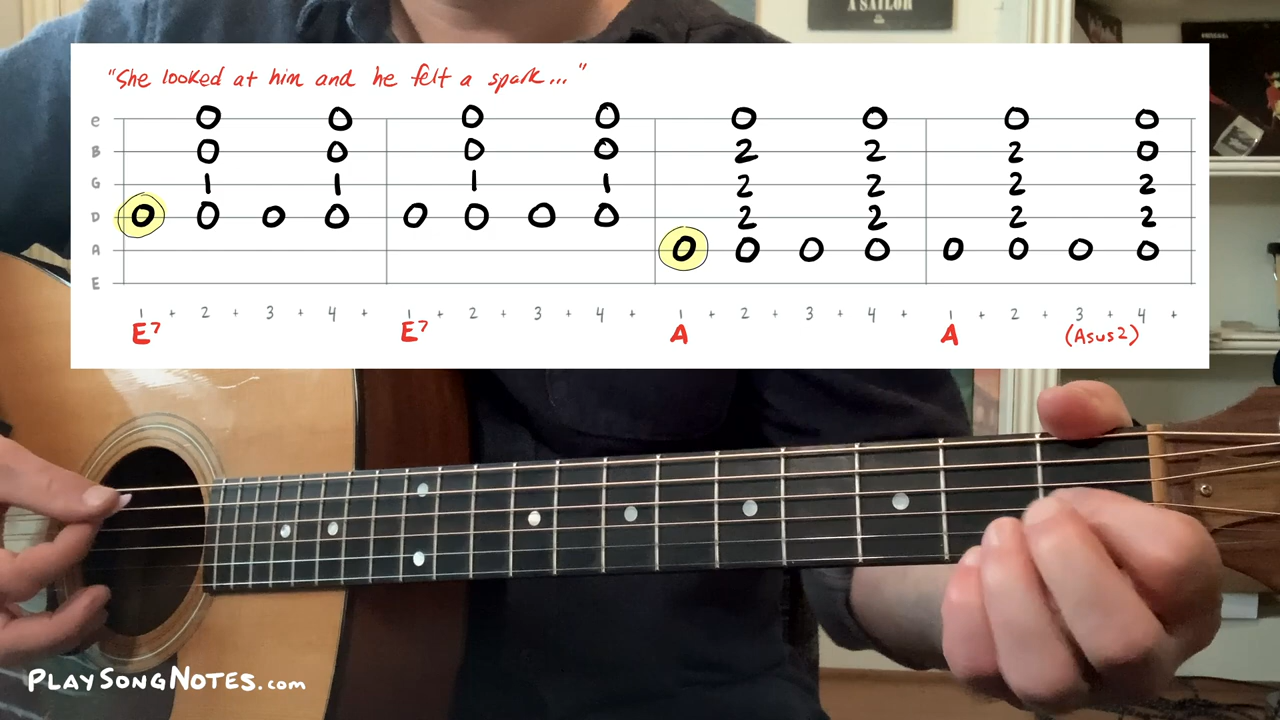 A SAILOR
"She looked at him and he felt a spark..."
e 0 0 0 0 0 0 0 0
B 0 0 0 0 2 2 2 0
G 1 1 1 1 2 2 2 2
D 0 0 0 0 0 0 0 0 2 2 2 2
A 0 0 0 0 0 0 0 0
E
1 + 2 + 3 + 4 + 1 + 2 + 3 + 4 + 1 + 2 + 3 + 4 + 1 + 2 + 3 + 4 +
E7 E7 A A (Asus2)
PLAYSONGNOTES.COM